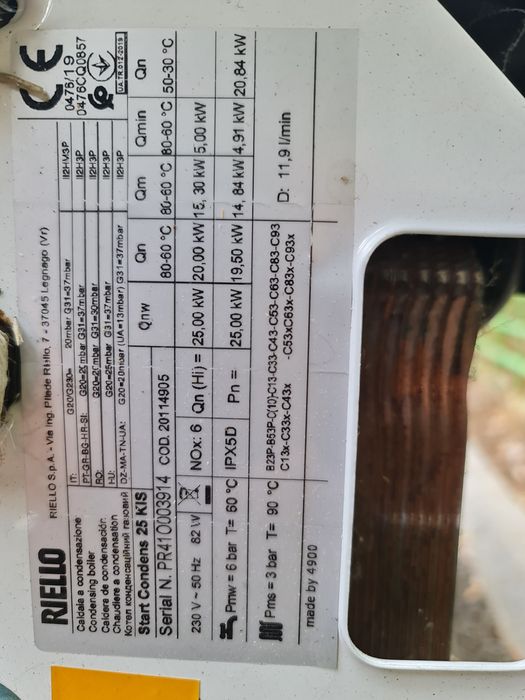 RIELLO
RIELLO S.p.A. - Via Ing. Pilade Riello, 7 - 37045 Legnago (Vr)
CE
0476/19
0476CQ0857
UA.TR.012-2019
Caldaia a condensazione
Condensing boiler
Caldera de condensación
Chaudiere a condensation
Котел конденсаційний газовий
IT: G20/G230= 20mbar G31=37mbar II2HM3P
PT-GR-BG-HR-SI: G20=20 mbar G31=37mbar II2H3P
RO: G20=20mbar G31=30mbar II2H3P
HU: G20=25mbar G31=37mbar II2H3P
DZ-MA-TN-UA: G20=20mbar (UA=13mbar) G31=37mbar II2H3P
Start Condens 25 KIS
Serial N. PR410003914 COD. 20114905
Qnw Qn Qm Qmin Qn
80-60 °C 80-60 °C 80-60 °C 50-30 °C
230 V ~ 50 Hz 82 W NOx: 6 Qn (Hi) = 25,00 kW 20,00 kW 15, 30 kW 5,00 kW
Pmw = 6 bar T= 60 °C IPX5D Pn = 25,00 kW 19,50 kW 14, 84 kW 4,91 kW 20,84 kW
Pms = 3 bar T= 90 °C B23P-B53P-C(10)-C13-C33-C43-C53-C63-C83-C93
C13x-C33x-C43x -C53xC63x-C83x-C93x
D: 11,9 l/min
made by 4900